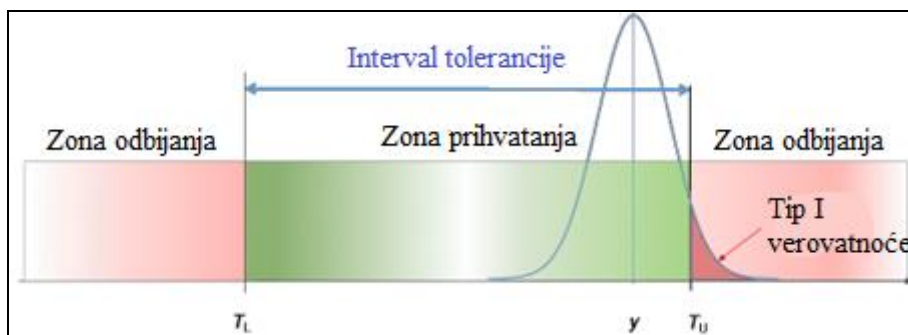 Interval tolerancije
Zona odbijanja
Zona prihvatanja
Zona odbijanja
Tip I
verovatnoće
TL
y
TU